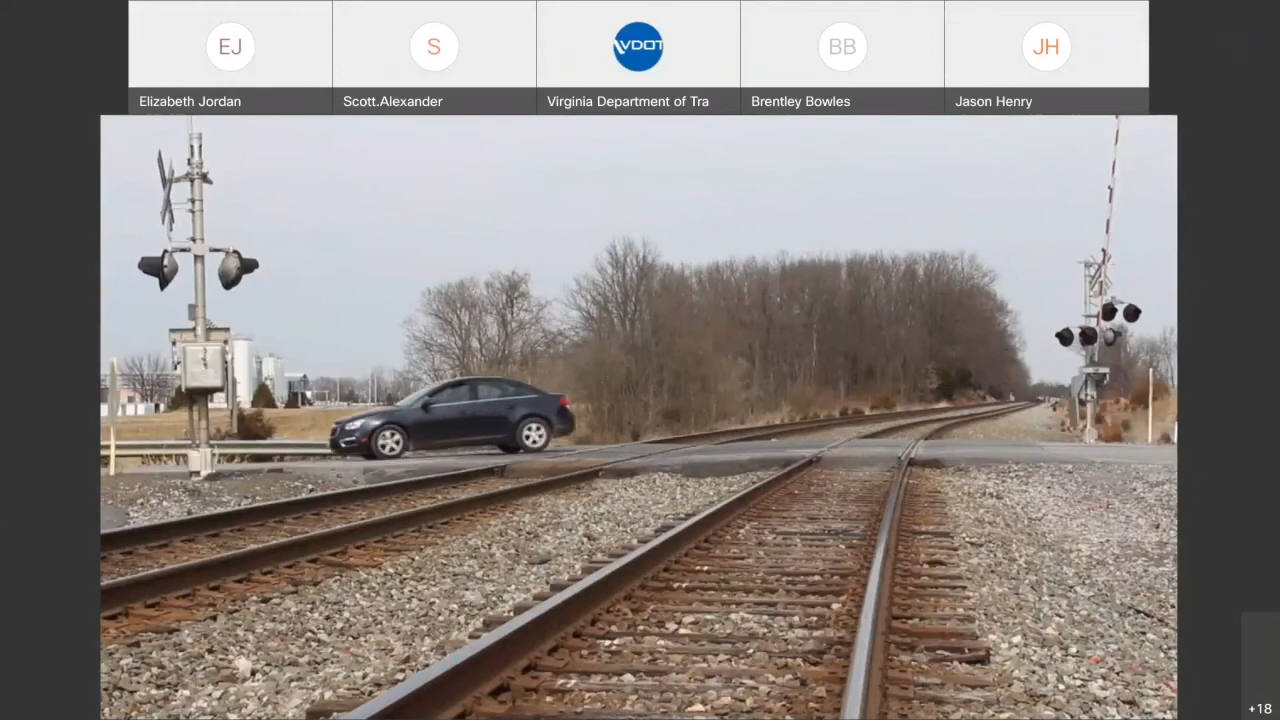 EJ
S
VDOT
BB
JH
Elizabeth Jordan
Scott.Alexander
Virginia Department of Tra
Brentley Bowles
Jason Henry
+18